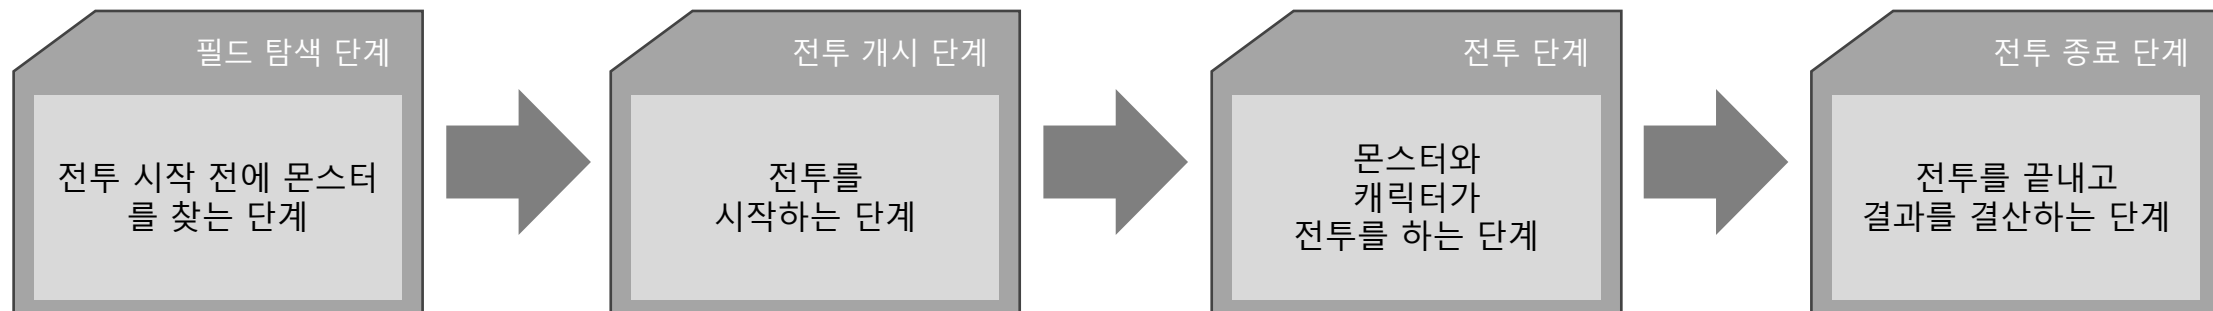 필드 탐색 단계
전투 시작 전에 몬스터
를 찾는 단계
전투 개시 단계
전투를
시작하는 단계
전투 단계
몬스터와
캐릭터가
전투를 하는 단계
전투 종료 단계
전투를 끝내고
결과를 결산하는 단계